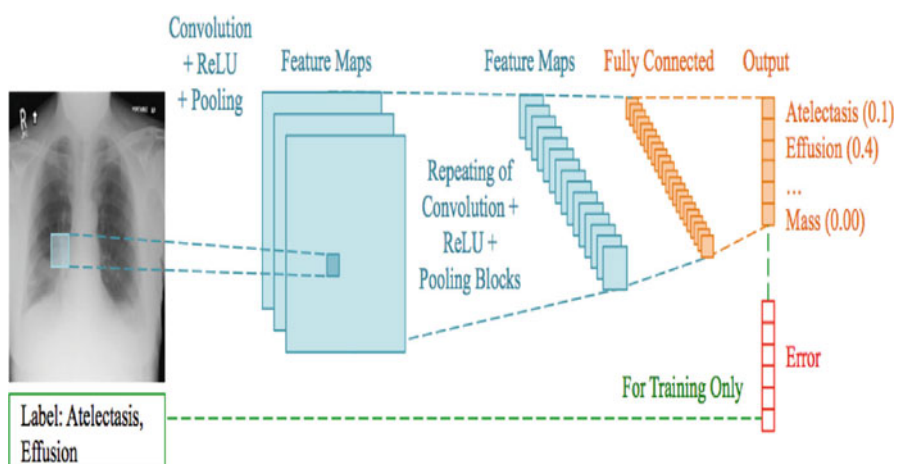 Convolution
+ ReLU
+ Pooling
Feature Maps
Feature Maps
Fully Connected
Output
R
Atelectasis (0.1)
Effusion (0.4)
...
Mass (0.00)
Repeating of
Convolution +
ReLU +
Pooling Blocks
Error
For Training Only
Label: Atelectasis,
Effusion